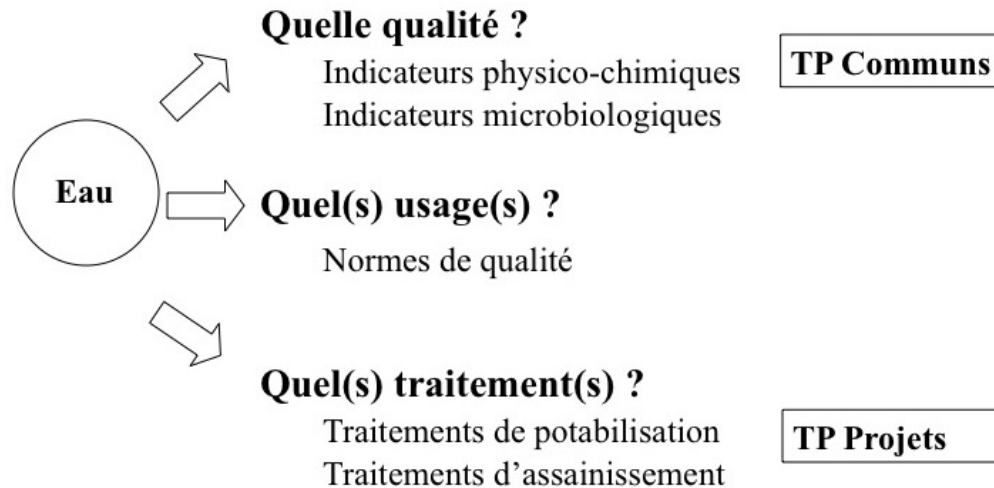 Quelle qualité ?
Indicateurs physico-chimiques
TP Communs
Indicateurs microbiologiques
Eau
Quel(s) usage(s) ?
Normes de qualité
Quel(s) traitement(s) ?
Traitements de potabilisation
TP Projets
Traitements d’assainissement